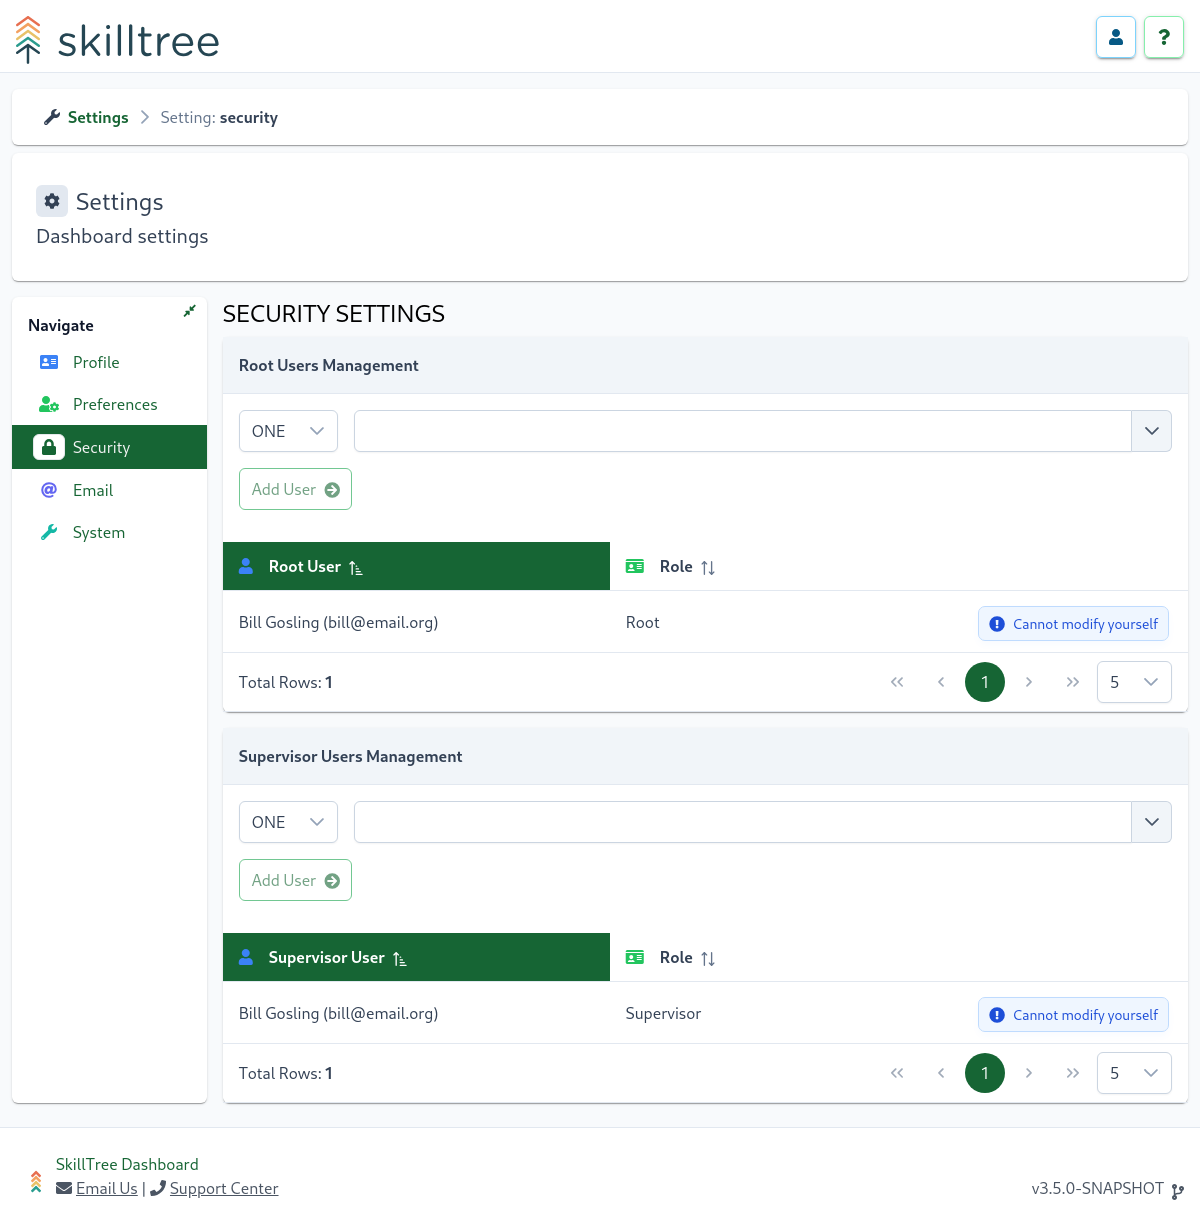 skilltree
?
Settings > Setting: security
Settings
Dashboard settings
Navigate
Profile
Preferences
Security
Email
System
SECURITY SETTINGS
Root Users Management
ONE
Add User
Root User Role
Bill Gosling (bill@email.org) Root Cannot modify yourself
Total Rows: 1 « ‹ 1 › » 5
Supervisor Users Management
ONE
Add User
Supervisor User Role
Bill Gosling (bill@email.org) Supervisor Cannot modify yourself
Total Rows: 1 « ‹ 1 › » 5
SkillTree Dashboard
Email Us | Support Center
v3.5.0-SNAPSHOT